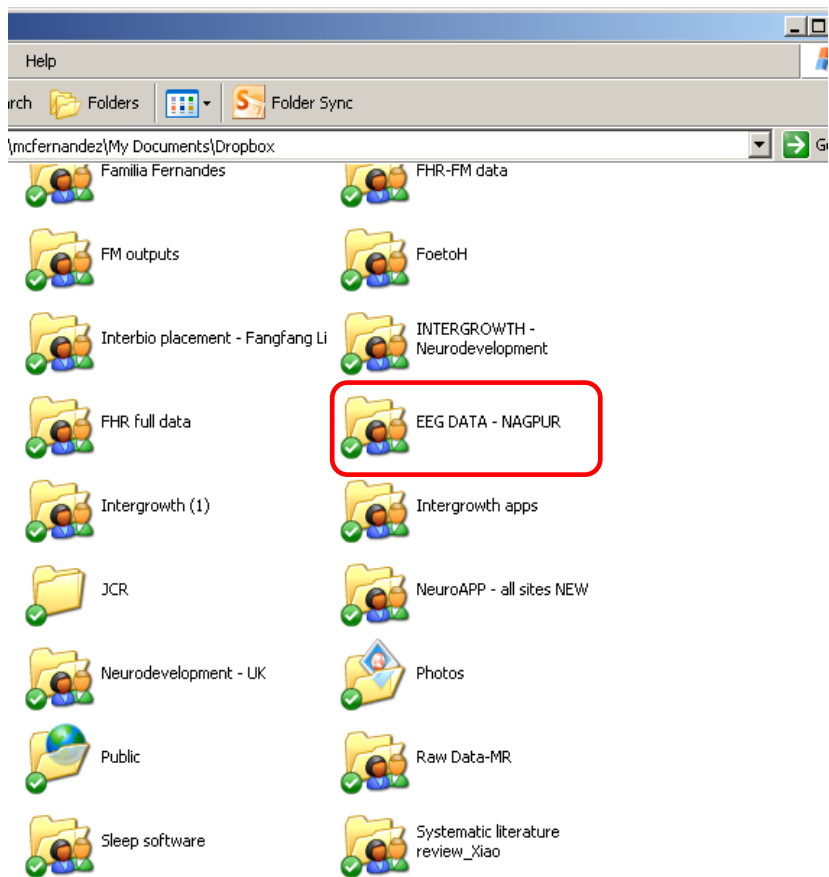 Help
rch Folders Folder Sync
\mcfernandez\My Documents\Dropbox
Familia Fernandes FHR-FM data
FM outputs FoetoH
Interbio placement - Fangfang Li INTERGROWTH -
Neurodevelopment
FHR full data EEG DATA - NAGPUR
Intergrowth (1) Intergrowth apps
JCR NeuroAPP - all sites NEW
Neurodevelopment - UK Photos
Public Raw Data-MR
Sleep software Systematic literature
review_Xiao